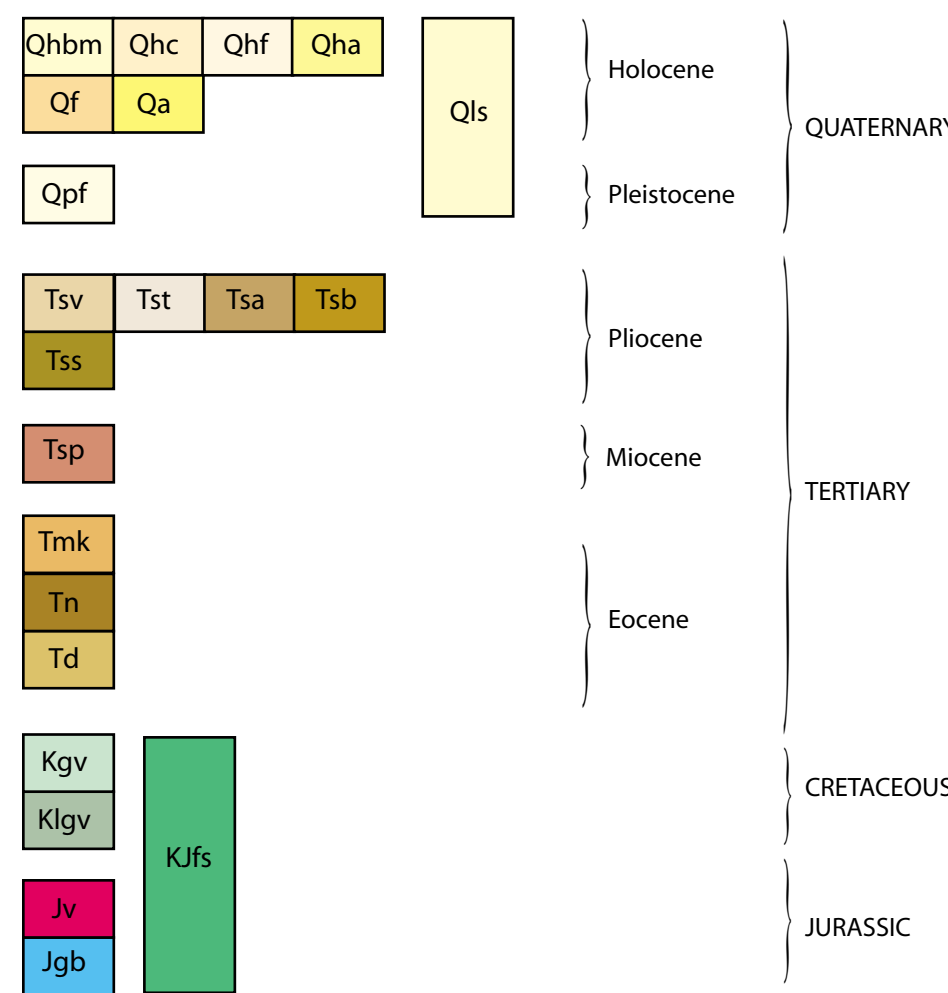 Qhbm Qhc Qhf Qha
Holocene
Qf Qa
Qls
QUATERNARY
Qpf
Pleistocene
Tsv Tst Tsa Tsb
Pliocene
Tss
Tsp
Miocene
TERTIARY
Tmk
Tn
Eocene
Td
Kgv
CRETACEOUS
Klgv
KJfs
Jv
JURASSIC
Jgb